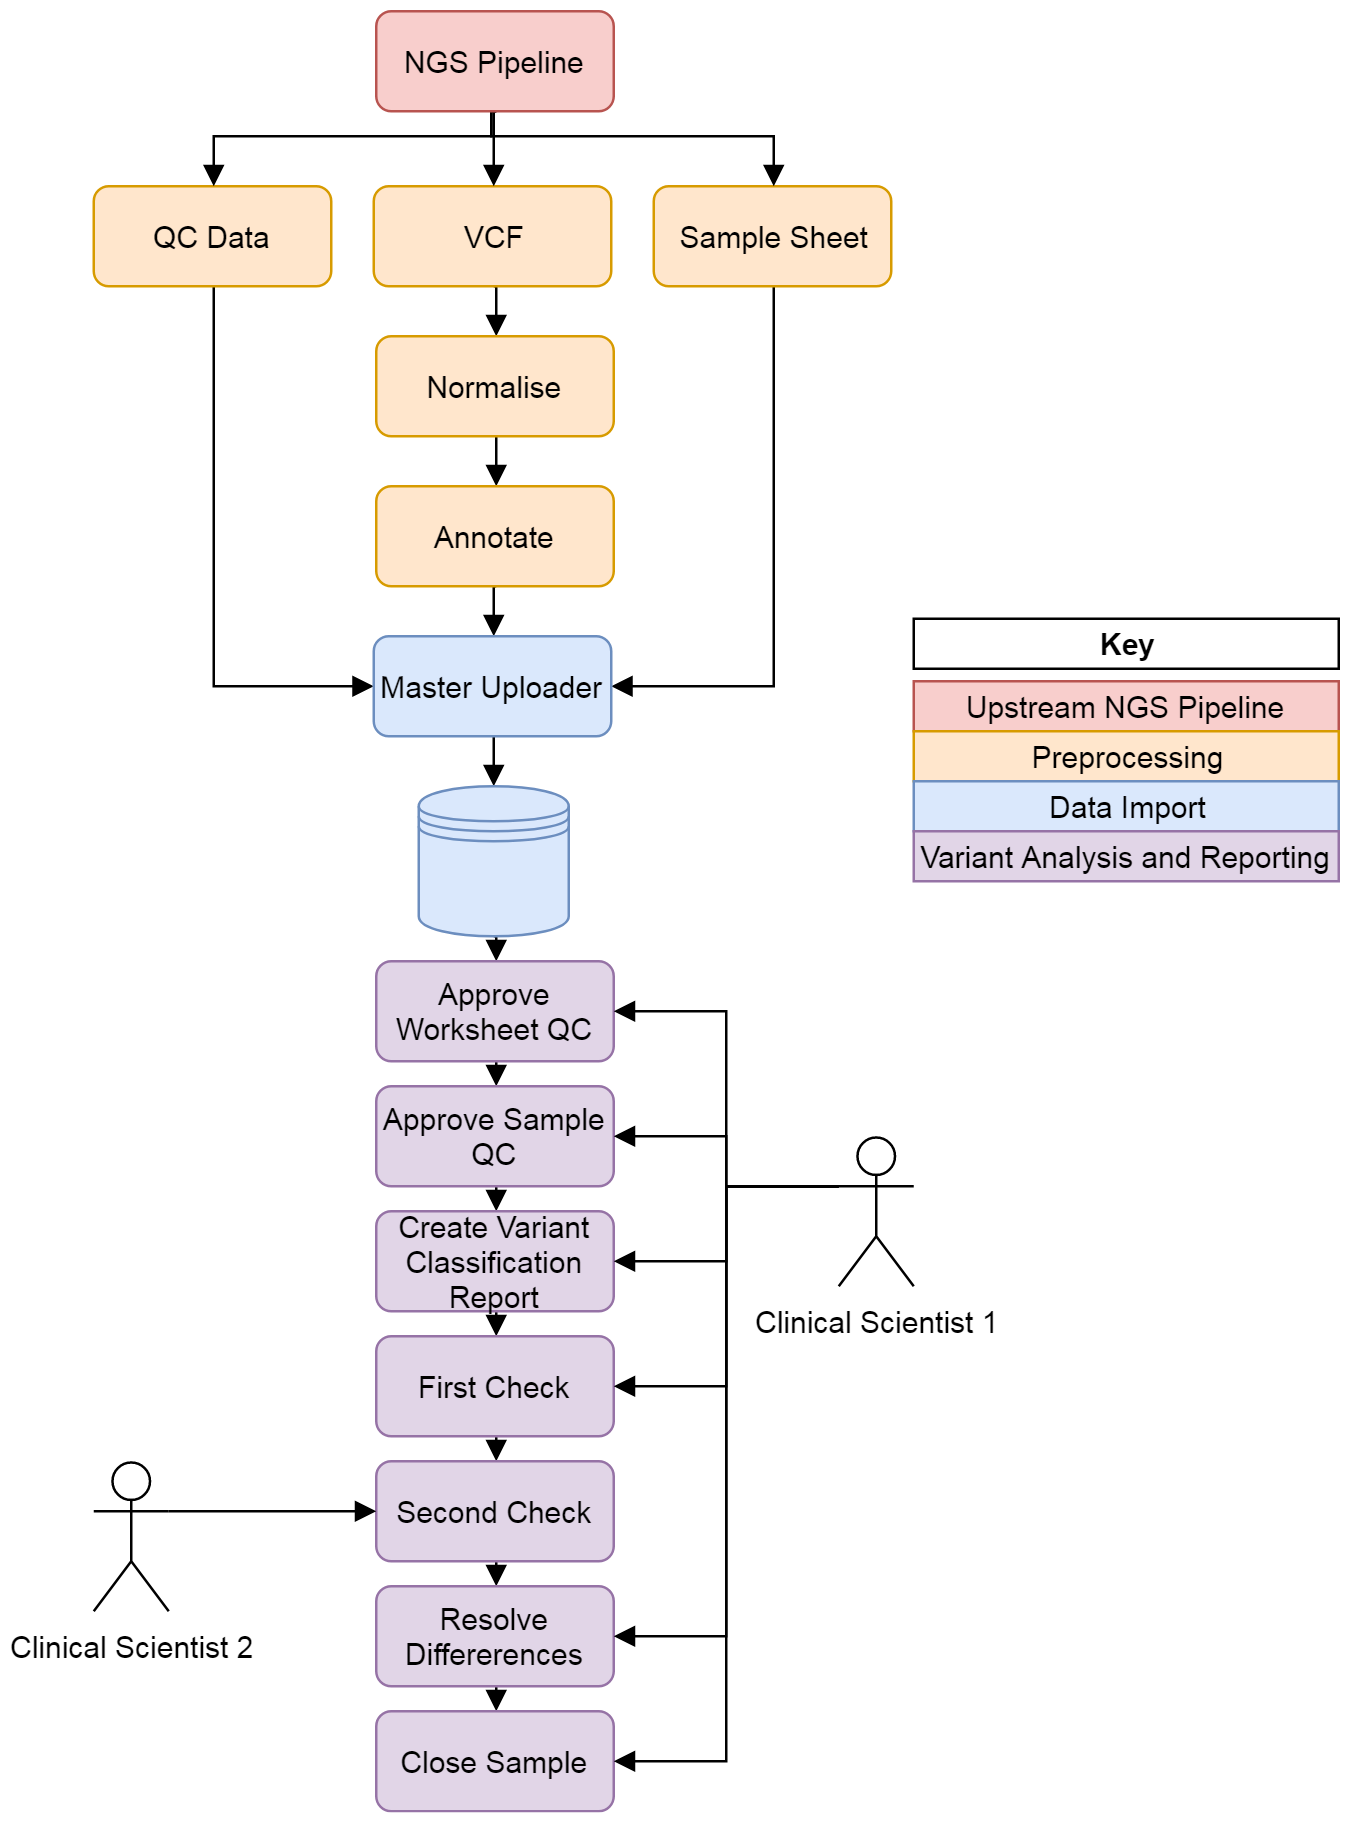 NGS Pipeline
QC Data
VCF
Sample Sheet
Normalise
Annotate
Master Uploader
Key
Upstream NGS Pipeline
Preprocessing
Data Import
Variant Analysis and Reporting
Approve
Worksheet QC
Approve Sample
QC
Create Variant
Classification
Report
Clinical Scientist 1
First Check
Second Check
Clinical Scientist 2
Resolve
Differerences
Close Sample